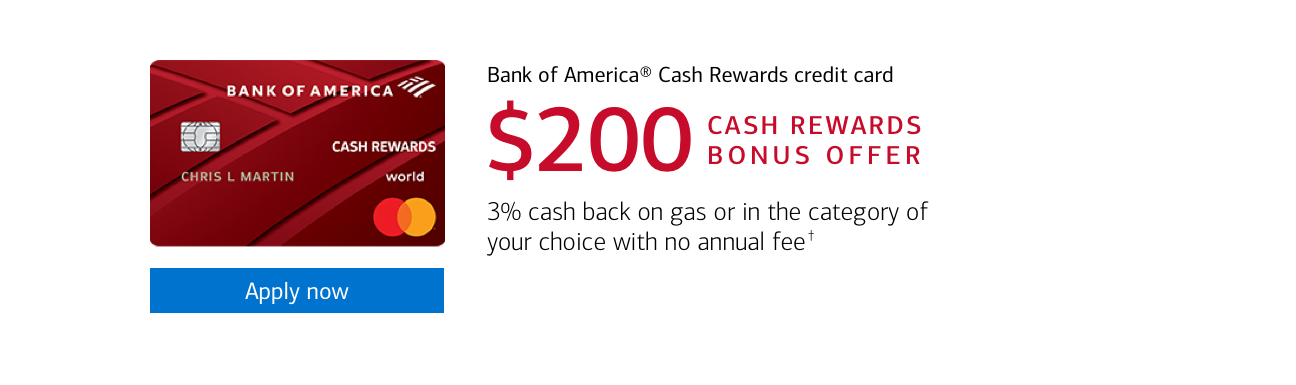 BANK OF AMERICA
CASH REWARDS
CHRIS L MARTIN
world
Apply now
Bank of America® Cash Rewards credit card
$200 CASH REWARDS
BONUS OFFER
3% cash back on gas or in the category of
your choice with no annual fee†